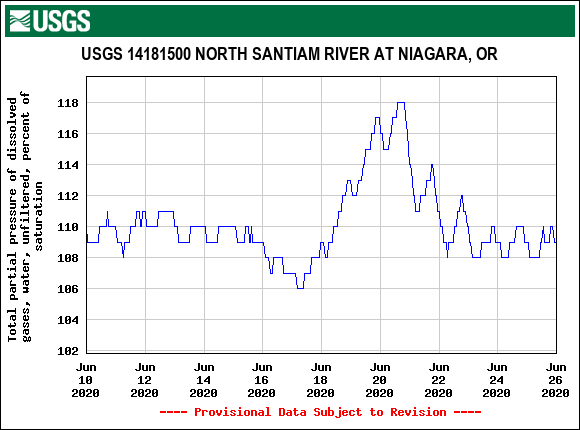 USGS
USGS 14181500 NORTH SANTIAM RIVER AT NIAGARA, OR
Total partial pressure of dissolved
gases, water, unfiltered, percent of
saturation
118
116
114
112
110
108
106
104
102
Jun Jun Jun Jun Jun Jun Jun Jun Jun
10 12 14 16 18 20 22 24 26
2020 2020 2020 2020 2020 2020 2020 2020 2020
---- Provisional Data Subject to Revision ----